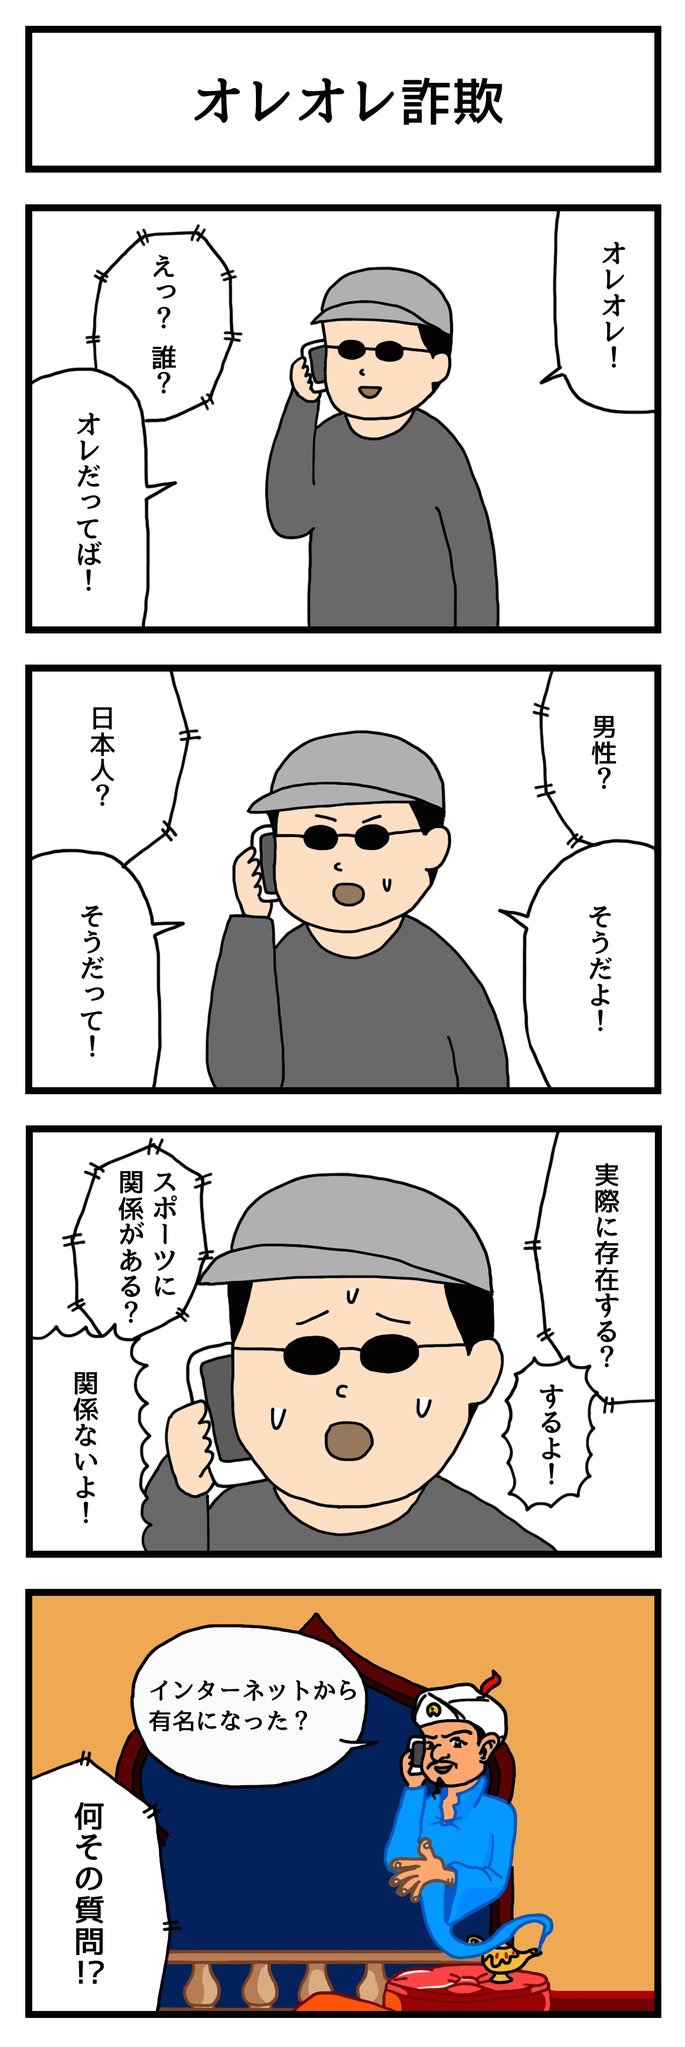 オレオレ詐欺
オレオレ！
えっ？　誰？
オレだってば！
男性？
そうだよ！
日本人？
そうだって！
実際に存在する？
するよ！
スポーツに
関係がある？
関係ないよ！
インターネットから
有名になった？
何その質問!?